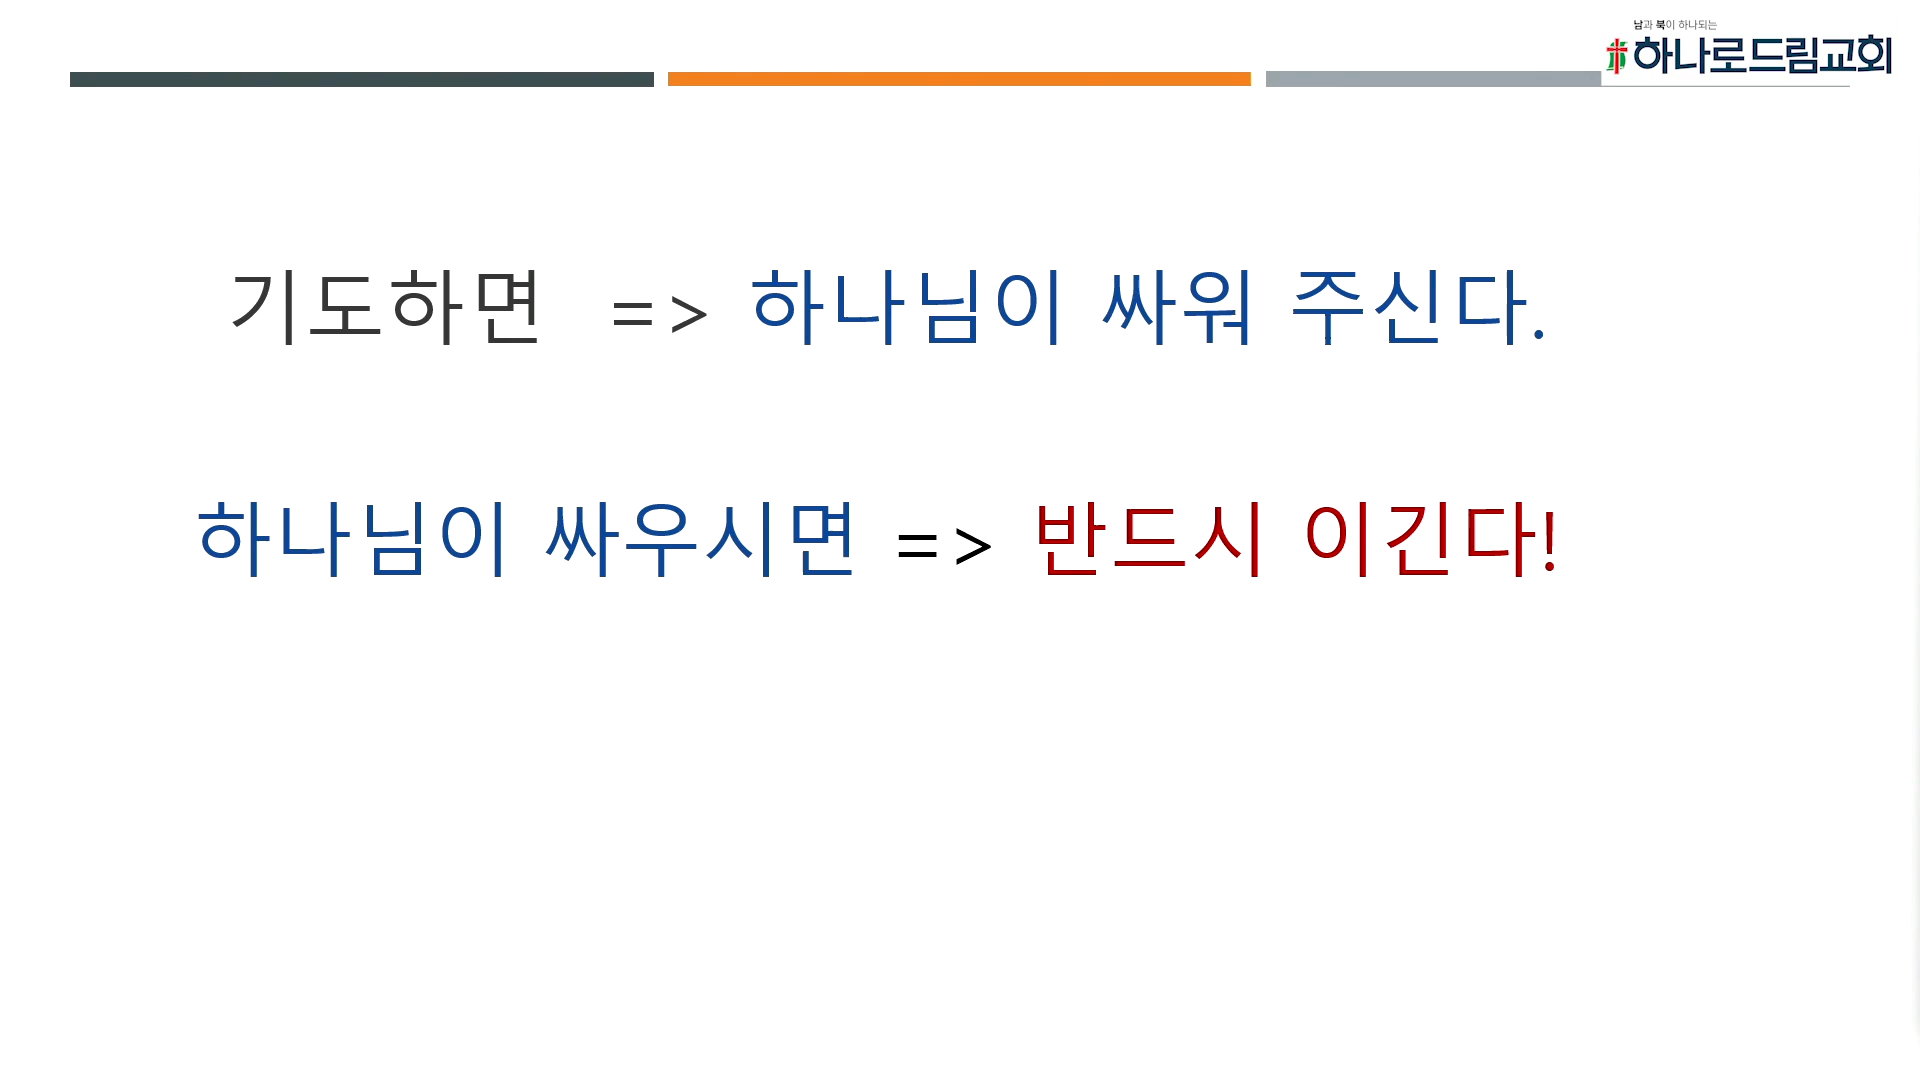 남과 북이 하나되는
하나로드림교회
기도하면 => 하나님이 싸워 주신다.
하나님이 싸우시면 => 반드시 이긴다!